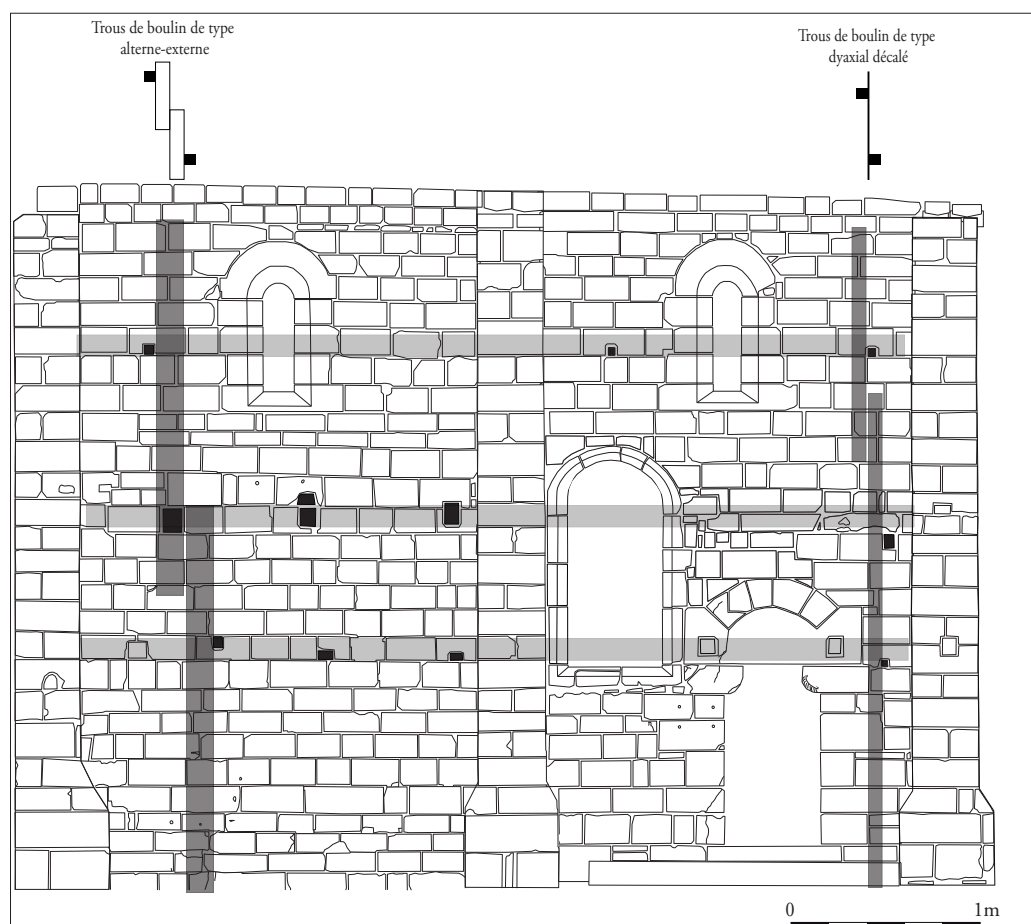 Trous de boulin de type
alterne-externe
Trous de boulin de type
dyaxial décalé
0 1m